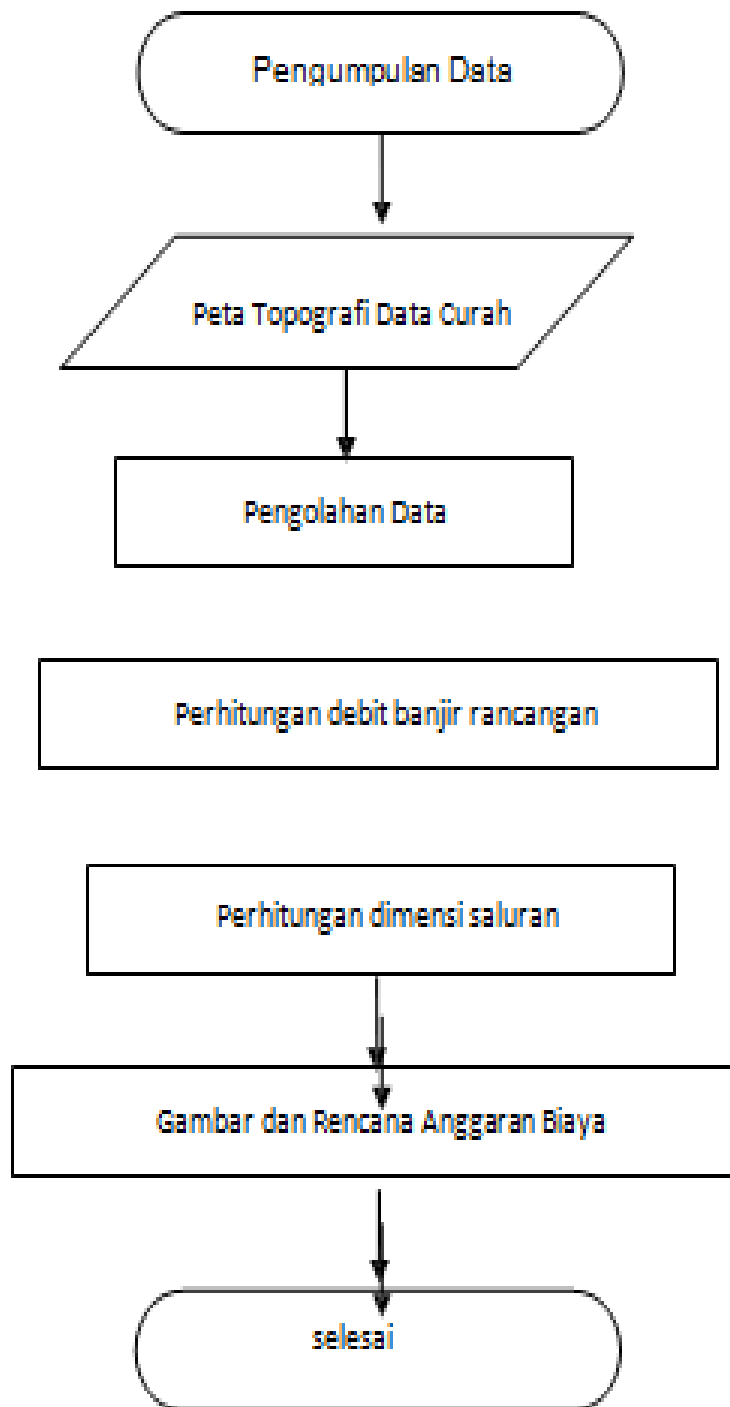 Pengumpulan Data
Peta Topografi Data Curah
Pengolahan Data
Perhitungan debit banjir rancangan
Perhitungan dimensi saluran
Gambar dan Rencana Anggaran Biaya
selesai